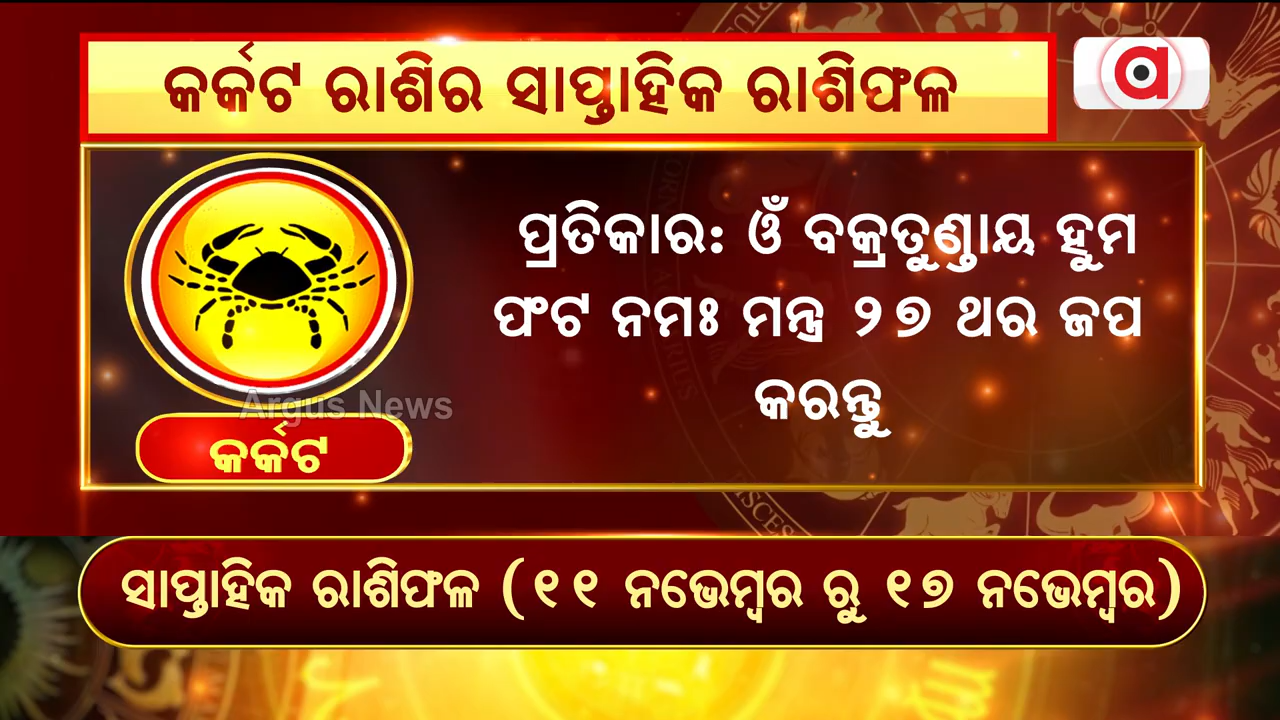 କର୍କଟ ରାଶିର ସାପ୍ତାହିକ ରାଶିଫଳ
a
ପ୍ରତିକାର: ଓଁ ବକ୍ରତୁଣ୍ଡାୟ ହୁମ
ଫଟ ନମଃ ମନ୍ତ୍ର ୨୭ ଥର ଜପ
କରନ୍ତୁ
Argus News
କର୍କଟ
ସାପ୍ତାହିକ ରାଶିଫଳ (୧୧ ନଭେମ୍ବର ରୁ ୧୭ ନଭେମ୍ବର)